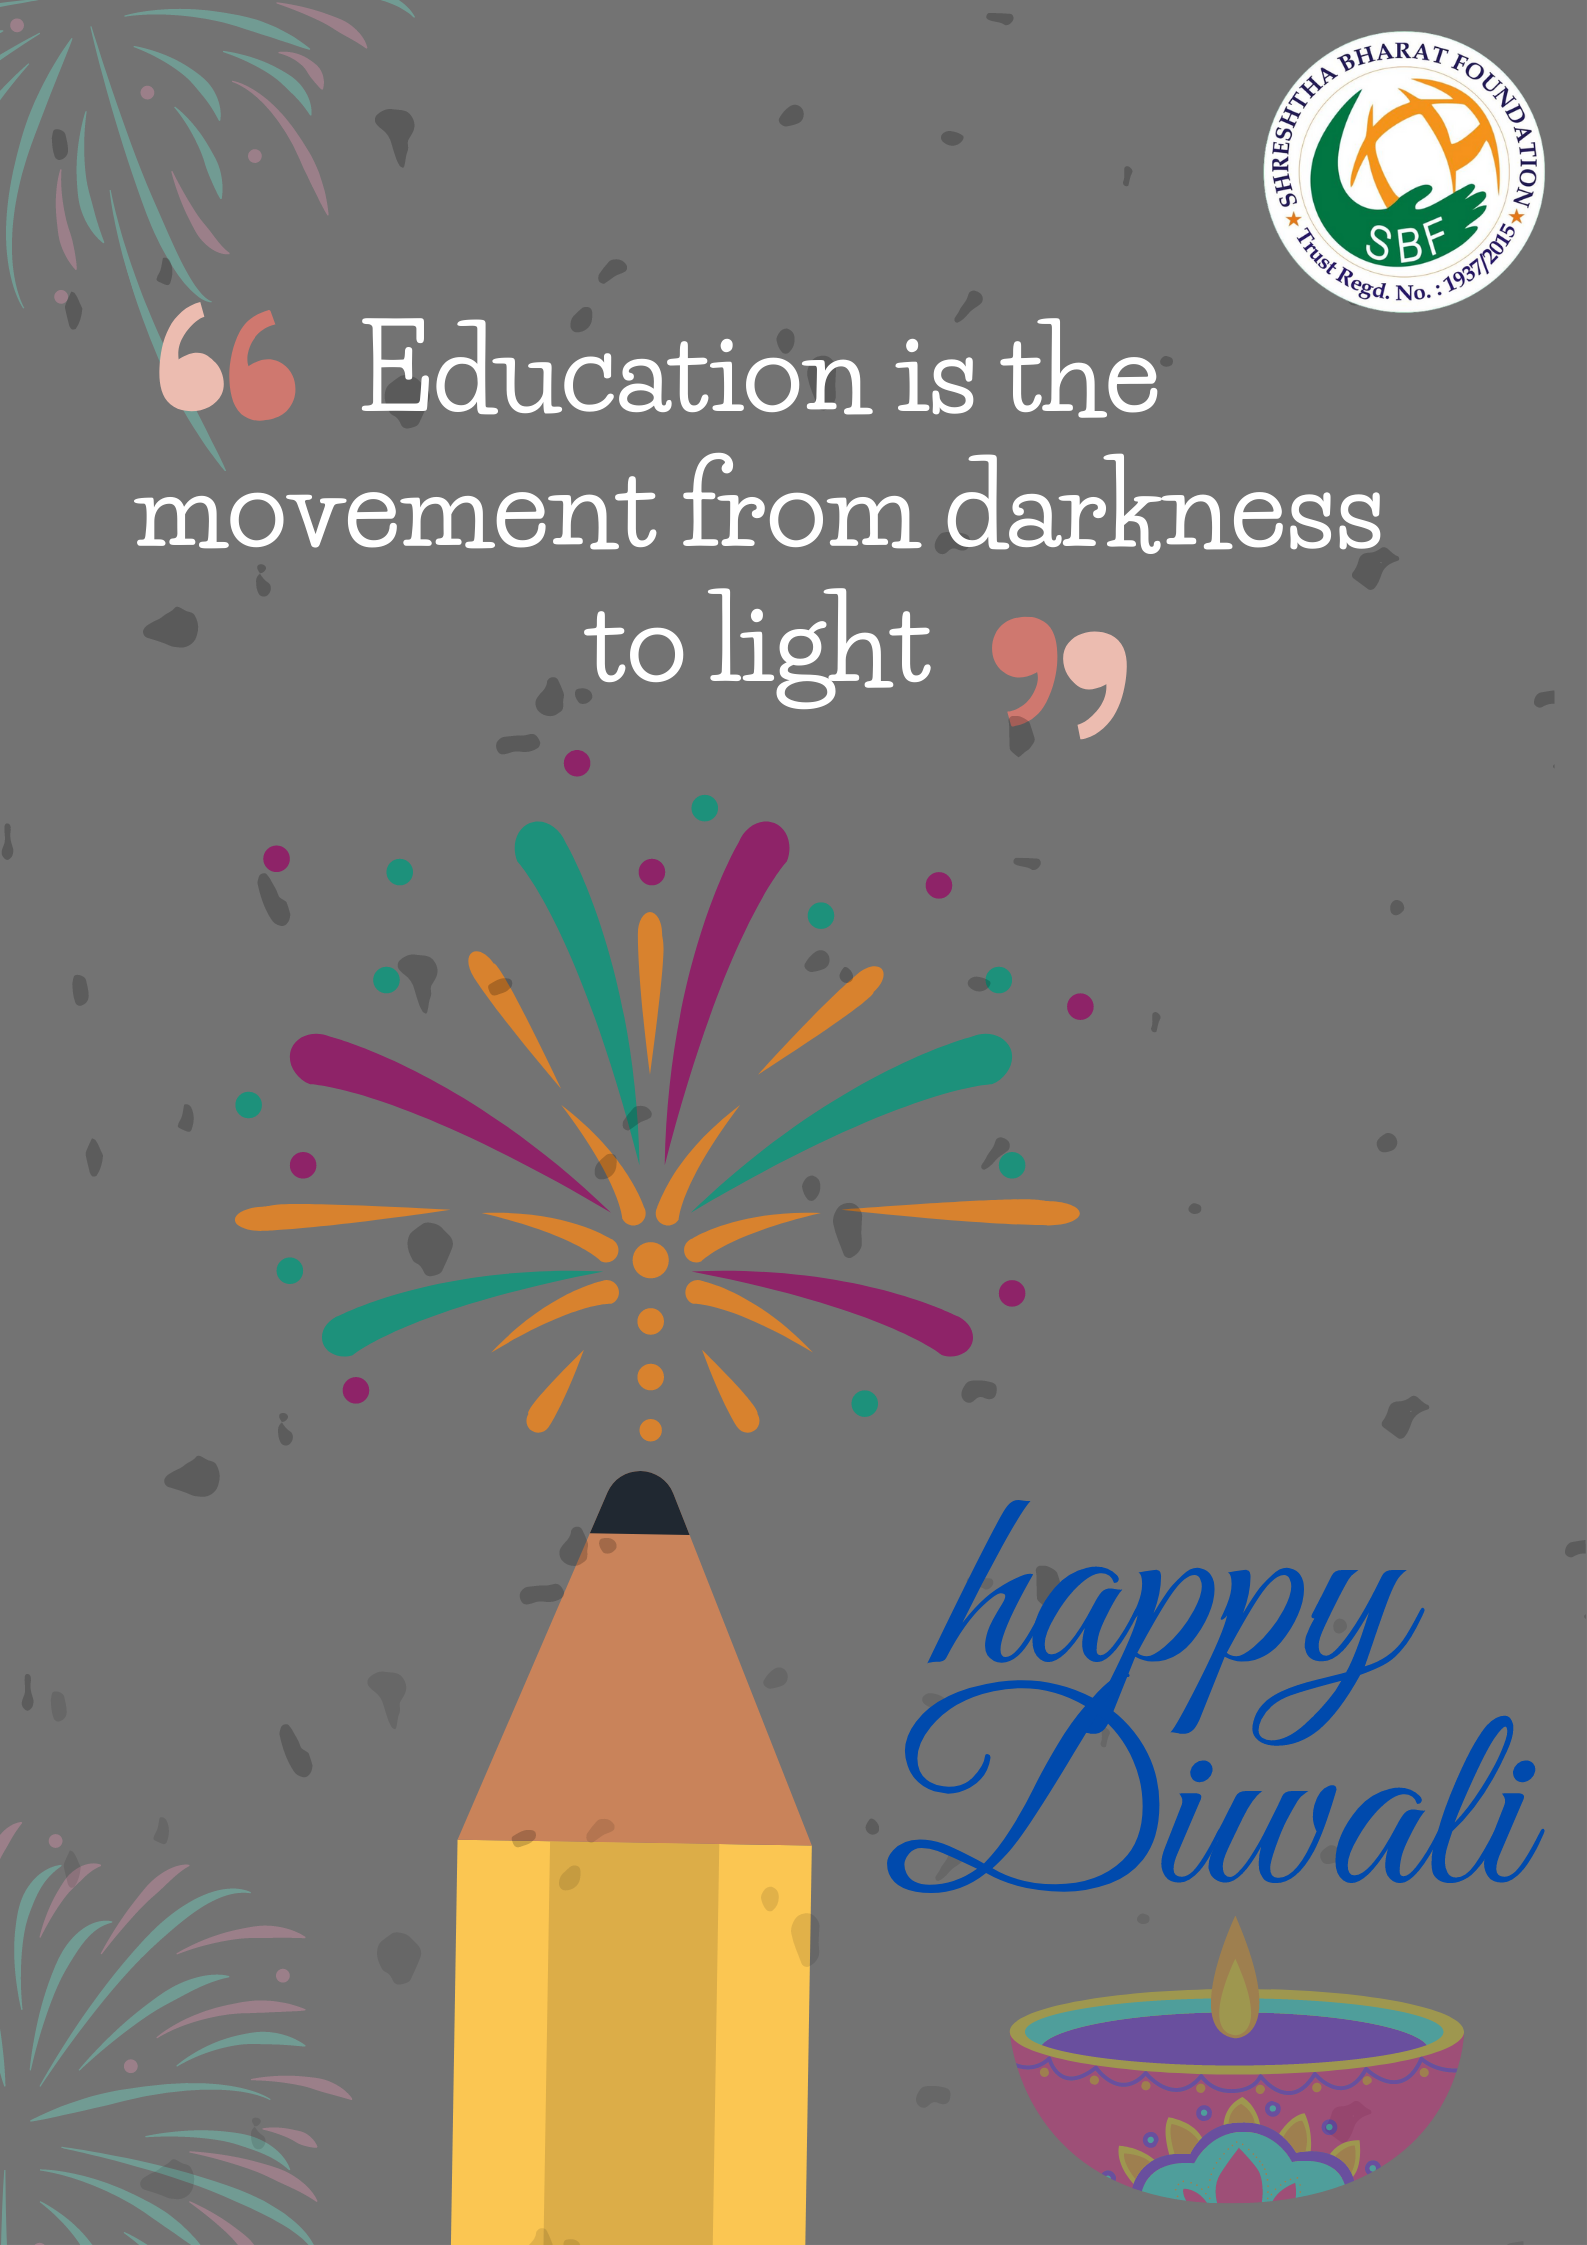 SHRESHTHA BHARAT FOUNDATION
SBF
Trust Regd. No. : 1937/2015
“ Education is the
movement from darkness
to light ”
happy
Diwali